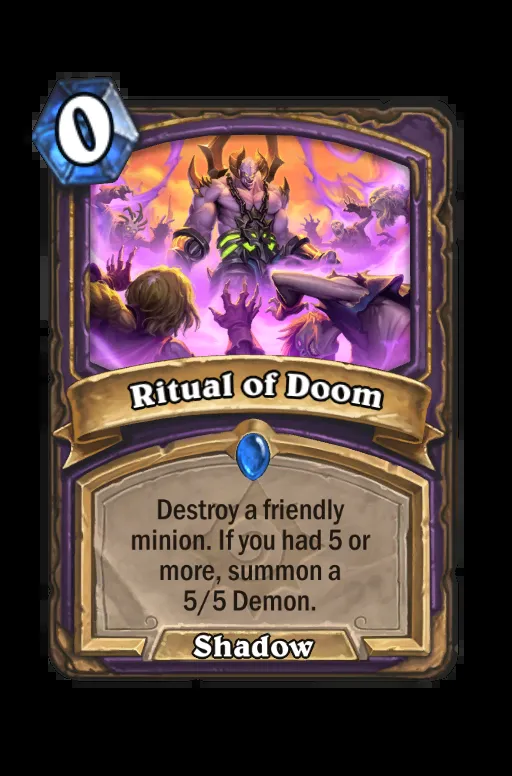 0
Ritual of Doom
Destroy a friendly
minion. If you had 5 or
more, summon a
5/5 Demon.
Shadow